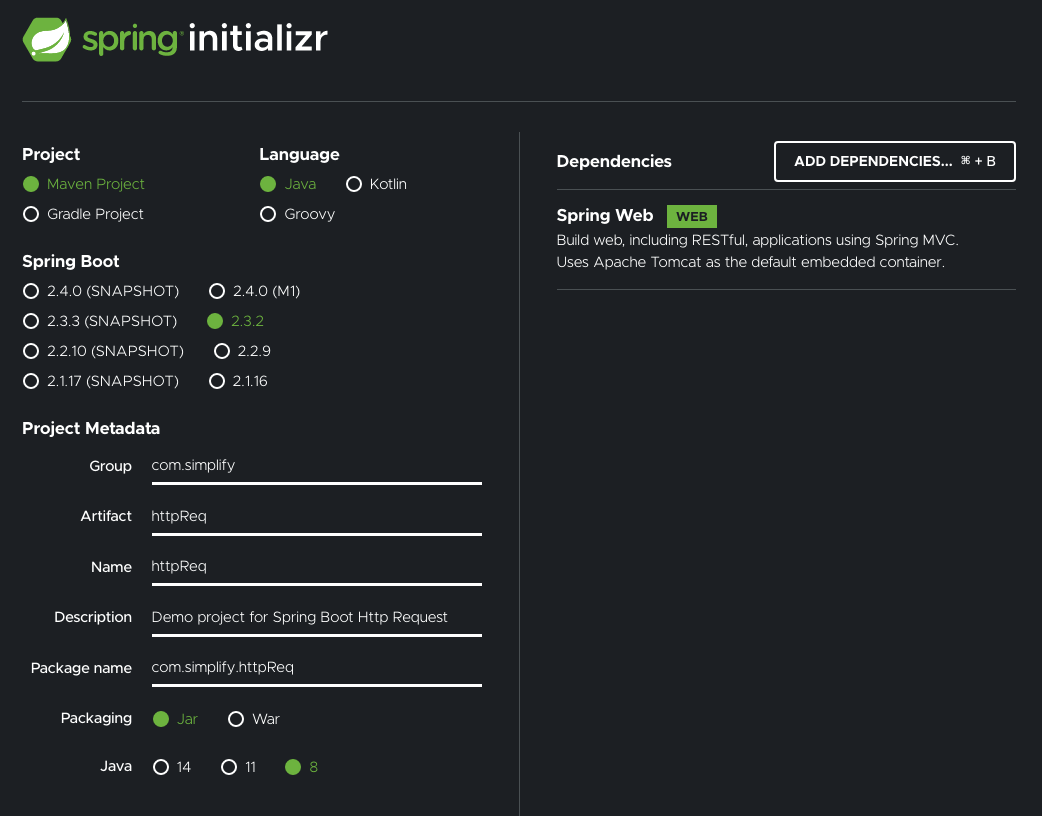 spring initializr
Project
Maven Project
Gradle Project
Language
Java Kotlin
Groovy
Spring Boot
2.4.0 (SNAPSHOT) 2.4.0 (M1)
2.3.3 (SNAPSHOT) 2.3.2
2.2.10 (SNAPSHOT) 2.2.9
2.1.17 (SNAPSHOT) 2.1.16
Project Metadata
Group com.simplify
Artifact httpReq
Name httpReq
Description Demo project for Spring Boot Http Request
Package name com.simplify.httpReq
Packaging Jar War
Java 14 11 8
Dependencies ADD DEPENDENCIES... ⌘ + B
Spring Web WEB
Build web, including RESTful, applications using Spring MVC.
Uses Apache Tomcat as the default embedded container.